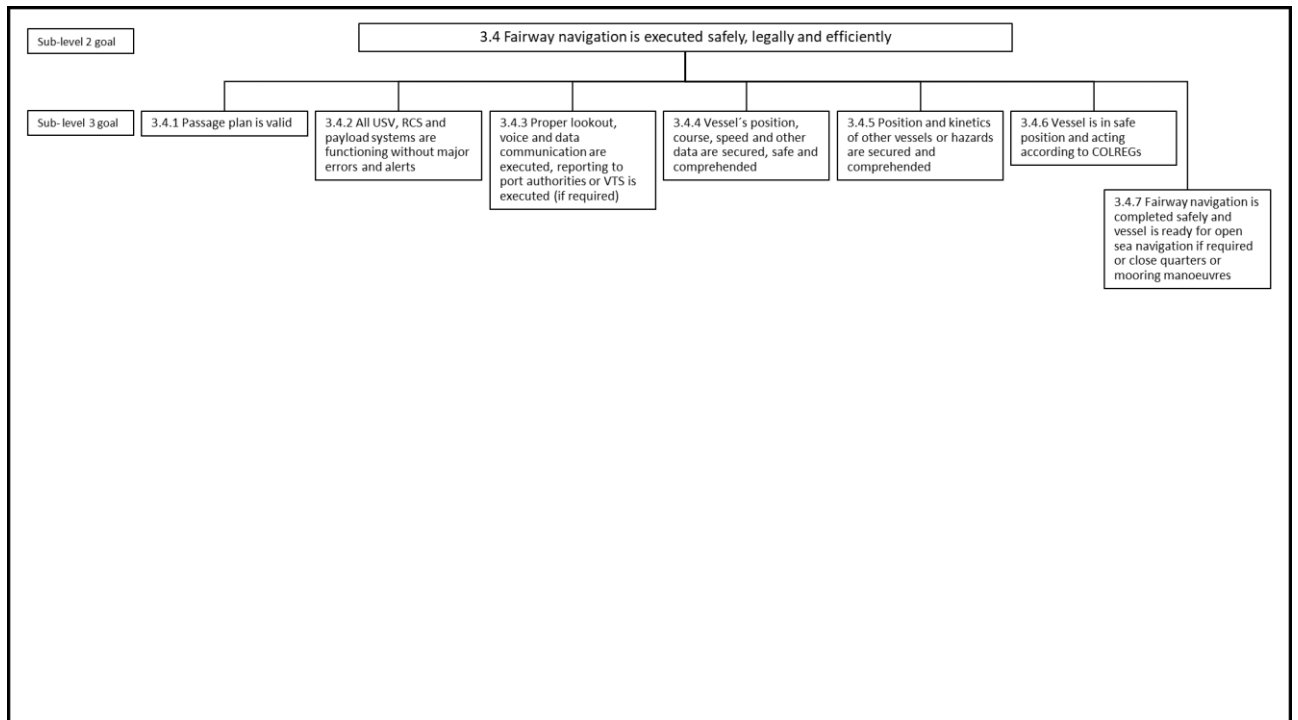 Sub-level 2 goal
3.4 Fairway navigation is executed safely, legally and efficiently
Sub- level 3 goal
3.4.1 Passage plan is valid
3.4.2 All USV, RCS and
payload systems are
functioning without major
errors and alerts
3.4.3 Proper lookout,
voice and data
communication are
executed, reporting to
port authorities or VTS is
executed (if required)
3.4.4 Vessel´s position,
course, speed and other
data are secured, safe and
comprehended
3.4.5 Position and kinetics
of other vessels or hazards
are secured and
comprehended
3.4.6 Vessel is in safe
position and acting
according to COLREGs
3.4.7 Fairway navigation is
completed safely and
vessel is ready for open
sea navigation if required
or close quarters or
mooring manoeuvres